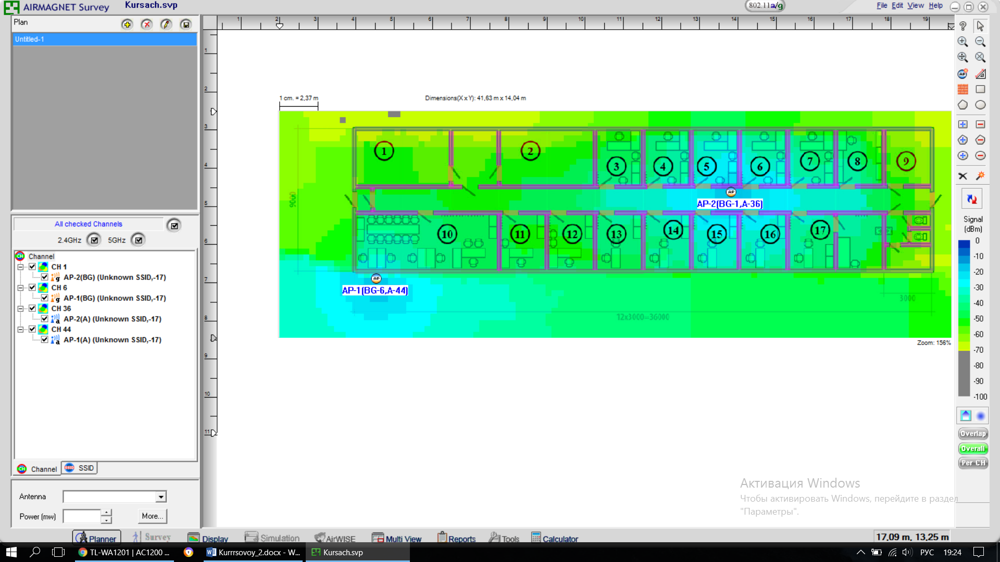 AIRMAGNET Survey
Kursach.svp
802.11a/g
File Edit View Help
Plan
Untitled-1
1 2 3 4 5 6 7 8 9 10 11 12 13 14 15 16 17 18 19
1
2
3
4
5
6
7
8
9
10
11
1 cm. = 2,37 m
Dimensions(X x Y): 41,63 m x 14,04 m
1
2
3
4
5
6
7
8
9
9000
AP
AP-2(BG-1,A-36)
10
11
12
13
14
15
16
17
AP
AP-1(BG-6,A-44)
3000
12x3000=36000
Zoom: 156%
All checked Channels
2.4GHz
5GHz
CH Channel
CH 1
AP-2(BG) (Unknown SSID,-17)
CH 6
AP-1(BG) (Unknown SSID,-17)
CH 36
AP-2(A) (Unknown SSID,-17)
CH 44
AP-1(A) (Unknown SSID,-17)
CH Channel
SSID SSID
Antenna
Power (mw)
More...
AP
Signal
(dBm)
0
-10
-20
-30
-40
-50
-60
-70
-80
-90
-100
Overlap
Overall
Per CH
Активация Windows
Чтобы активировать Windows, перейдите в раздел
"Параметры".
Planner
Survey
Display
Simulation
AirWISE
Multi View
Reports
Tools
Calculator
17,09 m, 13,25 m
TL-WA1201 | AC1200 ...
Kurrrsovoy_2.docx - W...
Kursach.svp
РУС
19:24